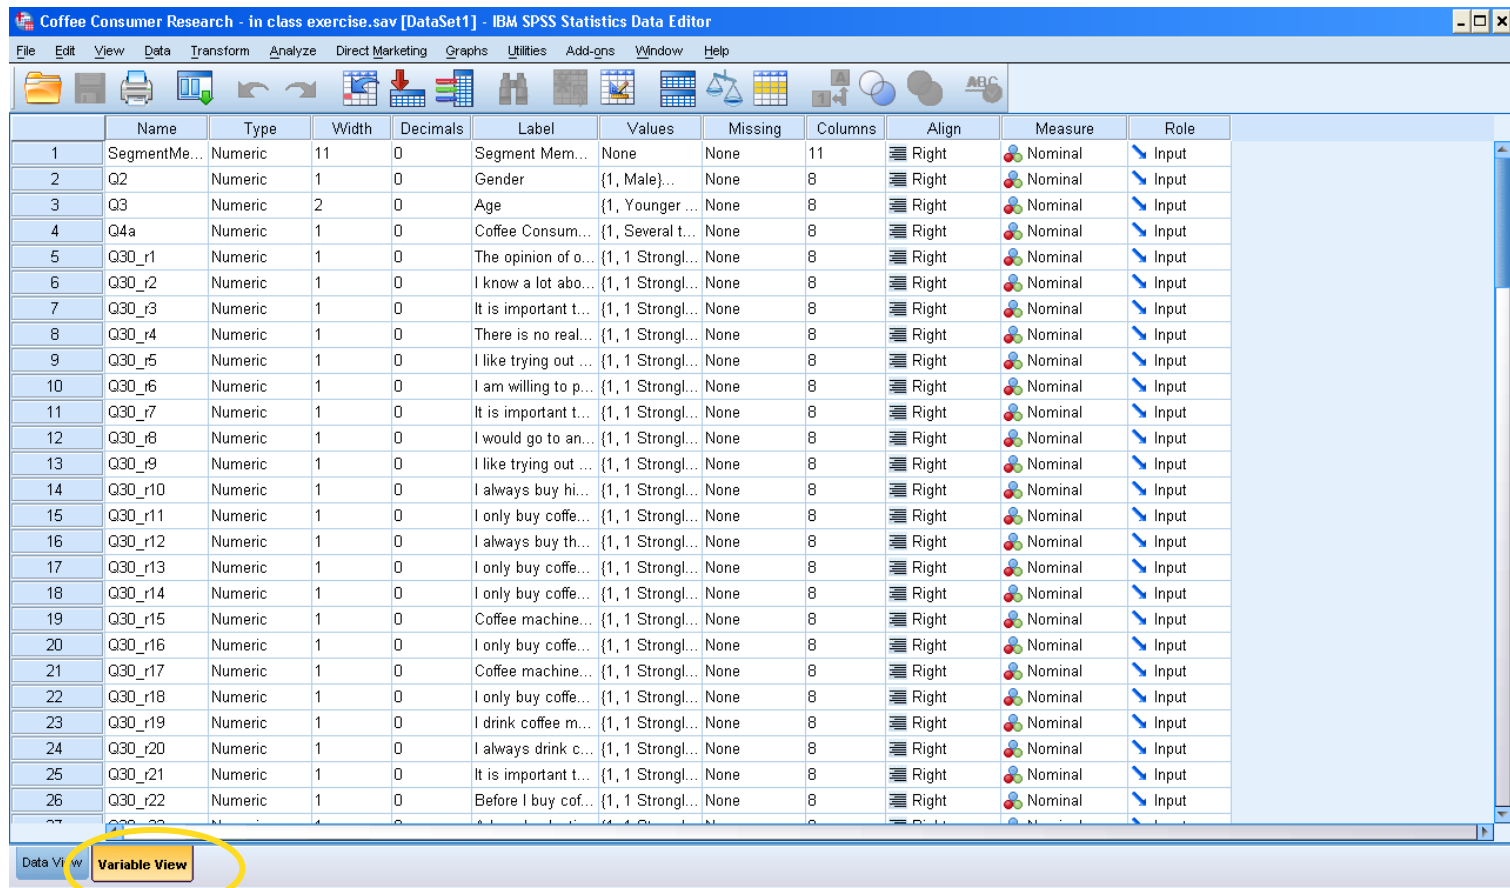 Coffee Consumer Research - in class exercise.sav [DataSet1] - IBM SPSS Statistics Data Editor
File Edit View Data Transform Analyze Direct Marketing Graphs Utilities Add-ons Window Help
Name Type Width Decimals Label Values Missing Columns Align Measure Role
1 SegmentMe... Numeric 11 0 Segment Mem... None None 11 Right Nominal Input
2 Q2 Numeric 1 0 Gender {1, Male}... None 8 Right Nominal Input
3 Q3 Numeric 2 0 Age {1, Younger ... None 8 Right Nominal Input
4 Q4a Numeric 1 0 Coffee Consum... {1, Several t... None 8 Right Nominal Input
5 Q30_r1 Numeric 1 0 The opinion of o... {1, 1 Strongl... None 8 Right Nominal Input
6 Q30_r2 Numeric 1 0 I know a lot abo... {1, 1 Strongl... None 8 Right Nominal Input
7 Q30_r3 Numeric 1 0 It is important t... {1, 1 Strongl... None 8 Right Nominal Input
8 Q30_r4 Numeric 1 0 There is no real... {1, 1 Strongl... None 8 Right Nominal Input
9 Q30_r5 Numeric 1 0 I like trying out ... {1, 1 Strongl... None 8 Right Nominal Input
10 Q30_r6 Numeric 1 0 I am willing to p... {1, 1 Strongl... None 8 Right Nominal Input
11 Q30_r7 Numeric 1 0 It is important t... {1, 1 Strongl... None 8 Right Nominal Input
12 Q30_r8 Numeric 1 0 I would go to an... {1, 1 Strongl... None 8 Right Nominal Input
13 Q30_r9 Numeric 1 0 I like trying out ... {1, 1 Strongl... None 8 Right Nominal Input
14 Q30_r10 Numeric 1 0 I always buy hi... {1, 1 Strongl... None 8 Right Nominal Input
15 Q30_r11 Numeric 1 0 I only buy coffe... {1, 1 Strongl... None 8 Right Nominal Input
16 Q30_r12 Numeric 1 0 I always buy th... {1, 1 Strongl... None 8 Right Nominal Input
17 Q30_r13 Numeric 1 0 I only buy coffe... {1, 1 Strongl... None 8 Right Nominal Input
18 Q30_r14 Numeric 1 0 I only buy coffe... {1, 1 Strongl... None 8 Right Nominal Input
19 Q30_r15 Numeric 1 0 Coffee machine... {1, 1 Strongl... None 8 Right Nominal Input
20 Q30_r16 Numeric 1 0 I only buy coffe... {1, 1 Strongl... None 8 Right Nominal Input
21 Q30_r17 Numeric 1 0 Coffee machine... {1, 1 Strongl... None 8 Right Nominal Input
22 Q30_r18 Numeric 1 0 I only buy coffe... {1, 1 Strongl... None 8 Right Nominal Input
23 Q30_r19 Numeric 1 0 I drink coffee m... {1, 1 Strongl... None 8 Right Nominal Input
24 Q30_r20 Numeric 1 0 I always drink c... {1, 1 Strongl... None 8 Right Nominal Input
25 Q30_r21 Numeric 1 0 It is important t... {1, 1 Strongl... None 8 Right Nominal Input
26 Q30_r22 Numeric 1 0 Before I buy cof... {1, 1 Strongl... None 8 Right Nominal Input
Data View Variable View